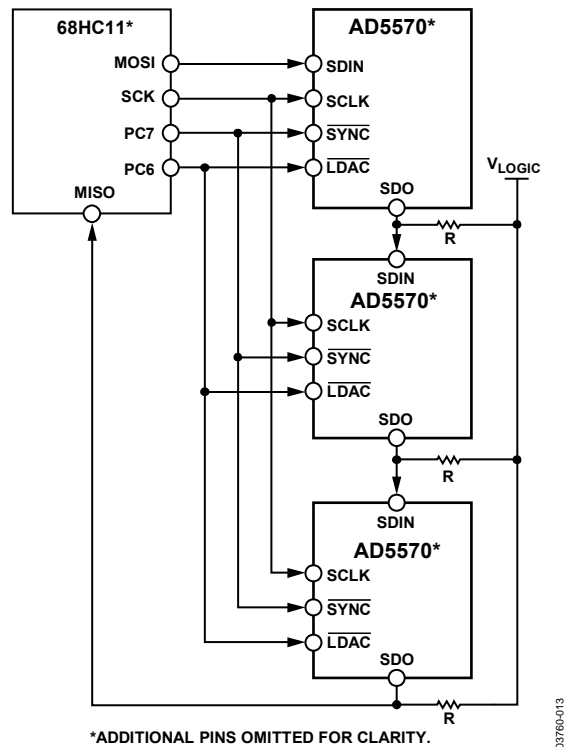 68HC11*
MOSI
SCK
PC7
PC6
MISO
AD5570*
SDIN
SCLK
SYNC
LDAC
SDO
VLOGIC
R
SDIN
AD5570*
SCLK
SYNC
LDAC
SDO
R
SDIN
AD5570*
SCLK
SYNC
LDAC
SDO
R
*ADDITIONAL PINS OMITTED FOR CLARITY.
03760-013